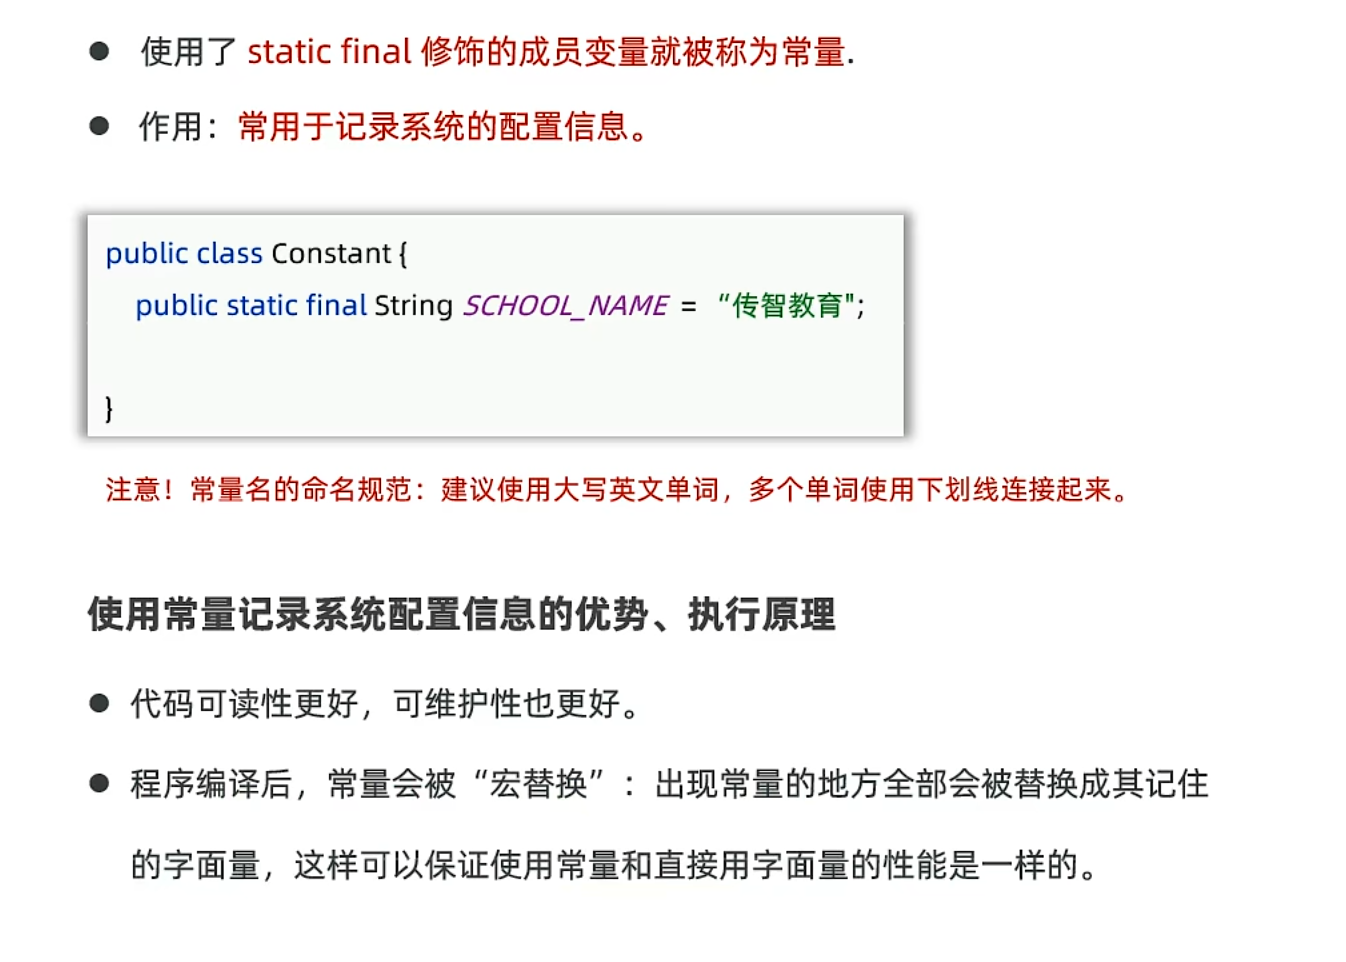 ● 使用了 static final 修饰的成员变量就被称为常量.
● 作用：常用于记录系统的配置信息。
public class Constant {
public static final String SCHOOL_NAME = “传智教育";
}
注意！常量名的命名规范：建议使用大写英文单词，多个单词使用下划线连接起来。
使用常量记录系统配置信息的优势、执行原理
● 代码可读性更好，可维护性也更好。
● 程序编译后，常量会被“宏替换”：出现常量的地方全部会被替换成其记住
的字面量，这样可以保证使用常量和直接用字面量的性能是一样的。